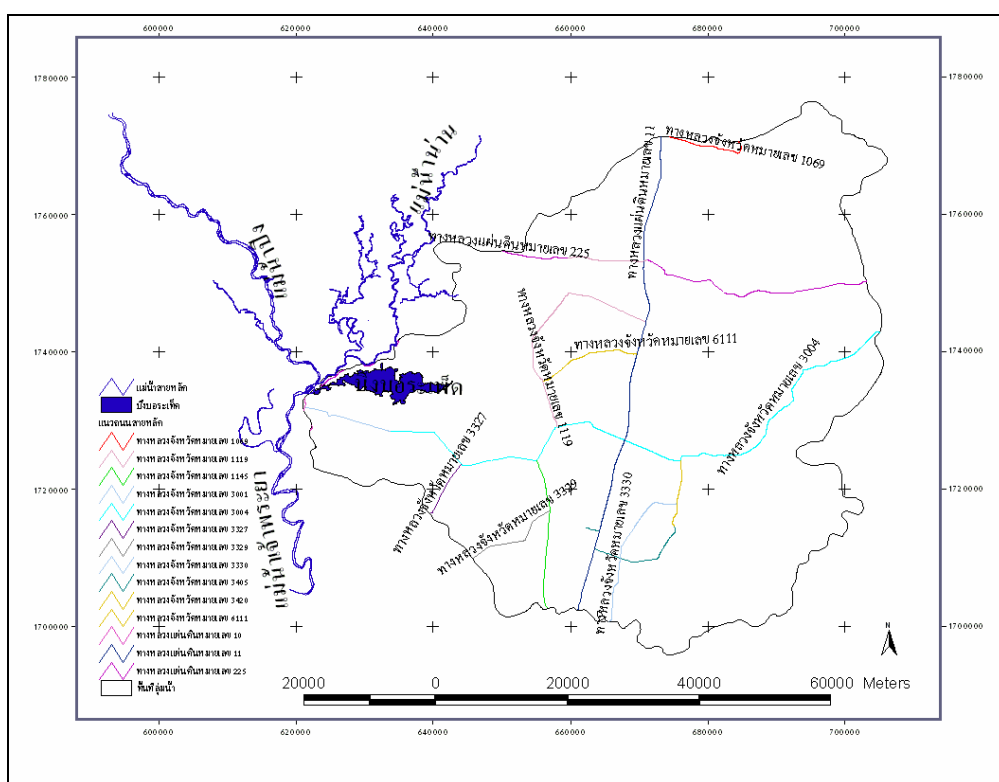 600000 620000 640000 660000 680000 700000
1780000 1780000
1760000 1760000
1740000 1740000
1720000 1720000
1700000 1700000
ทางหลวงจังหวัดหมายเลข 1069
ทางหลวงแผ่นดินหมายเลข 11
แม่น้ำน่าน
ทางหลวงแผ่นดินหมายเลข 225
ทางหลวงจังหวัดหมายเลข 1119
ทางหลวงจังหวัดหมายเลข 6111
ทางหลวงจังหวัดหมายเลข 3004
บึงบอระเพ็ด
ทางหลวงจังหวัดหมายเลข 3327
ทางหลวงจังหวัดหมายเลข 3329
ทางหลวงจังหวัดหมายเลข 3330
แม่น้ำสายหลัก
บึงบอระเพ็ด
แนวถนนสายหลัก
ทางหลวงจังหวัดหมายเลข 1069
ทางหลวงจังหวัดหมายเลข 1119
ทางหลวงจังหวัดหมายเลข 1145
ทางหลวงจังหวัดหมายเลข 3001
ทางหลวงจังหวัดหมายเลข 3004
ทางหลวงจังหวัดหมายเลข 3327
ทางหลวงจังหวัดหมายเลข 3329
ทางหลวงจังหวัดหมายเลข 3330
ทางหลวงจังหวัดหมายเลข 3405
ทางหลวงจังหวัดหมายเลข 3420
ทางหลวงจังหวัดหมายเลข 6111
ทางหลวงแผ่นดินหมายเลข 10
ทางหลวงแผ่นดินหมายเลข 11
ทางหลวงแผ่นดินหมายเลข 225
พื้นที่ลุ่มน้ำ
N
20000 0 20000 40000 60000 Meters
600000 620000 640000 660000 680000 700000